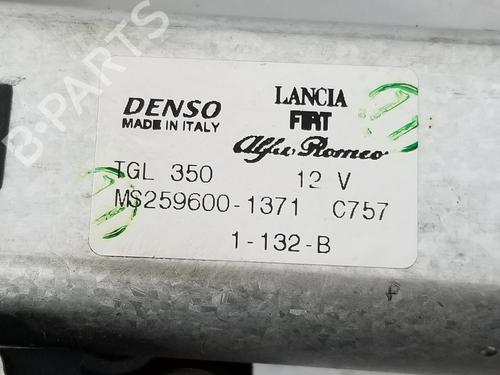 B-PARTS
DENSO
MADE IN ITALY
LANCIA
FIAT
Alfa Romeo
TGL 350 12 V
MS259600-1371 C757
1-132-B